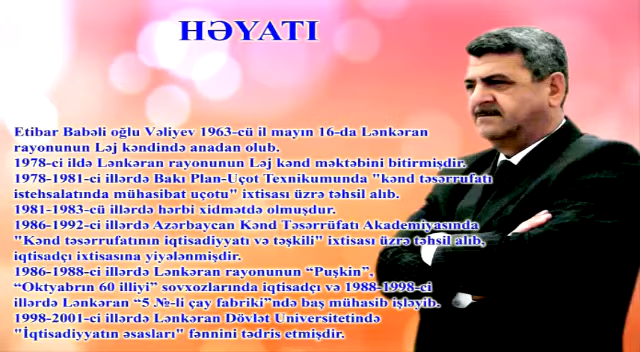 HƏYATI
Etibar Babəli oğlu Vəliyev 1963-cü il mayın 16-da Lənkəran
rayonunun Ləj kəndində anadan olub.
1978-ci ildə Lənkəran rayonunun Ləj kənd məktəbini bitirmişdir.
1978-1981-ci illərdə Bakı Plan-Uçot Texnikumunda "kənd təsərrufatı
istehsalatında mühasibat uçotu" ixtisası üzrə təhsil alıb.
1981-1983-cü illərdə hərbi xidmətdə olmuşdur.
1986-1992-ci illərdə Azərbaycan Kənd Təsərrüfatı Akademiyasında
"Kənd təsərrufatının iqtisadiyyatı və təşkili" ixtisası üzrə təhsil alıb,
iqtisadçı ixtisasına yiyələnmişdir.
1986-1988-ci illərdə Lənkəran rayonunun “Puşkin”,
“Oktyabrın 60 illiyi” sovxozlarında iqtisadçı və 1988-1998-ci
illərdə Lənkəran “5 №-li çay fabriki”ndə baş mühasib işləyib.
1998-2001-ci illərdə Lənkəran Dövlət Universitetində
"İqtisadiyyatın əsasları" fənnini tədris etmişdir.